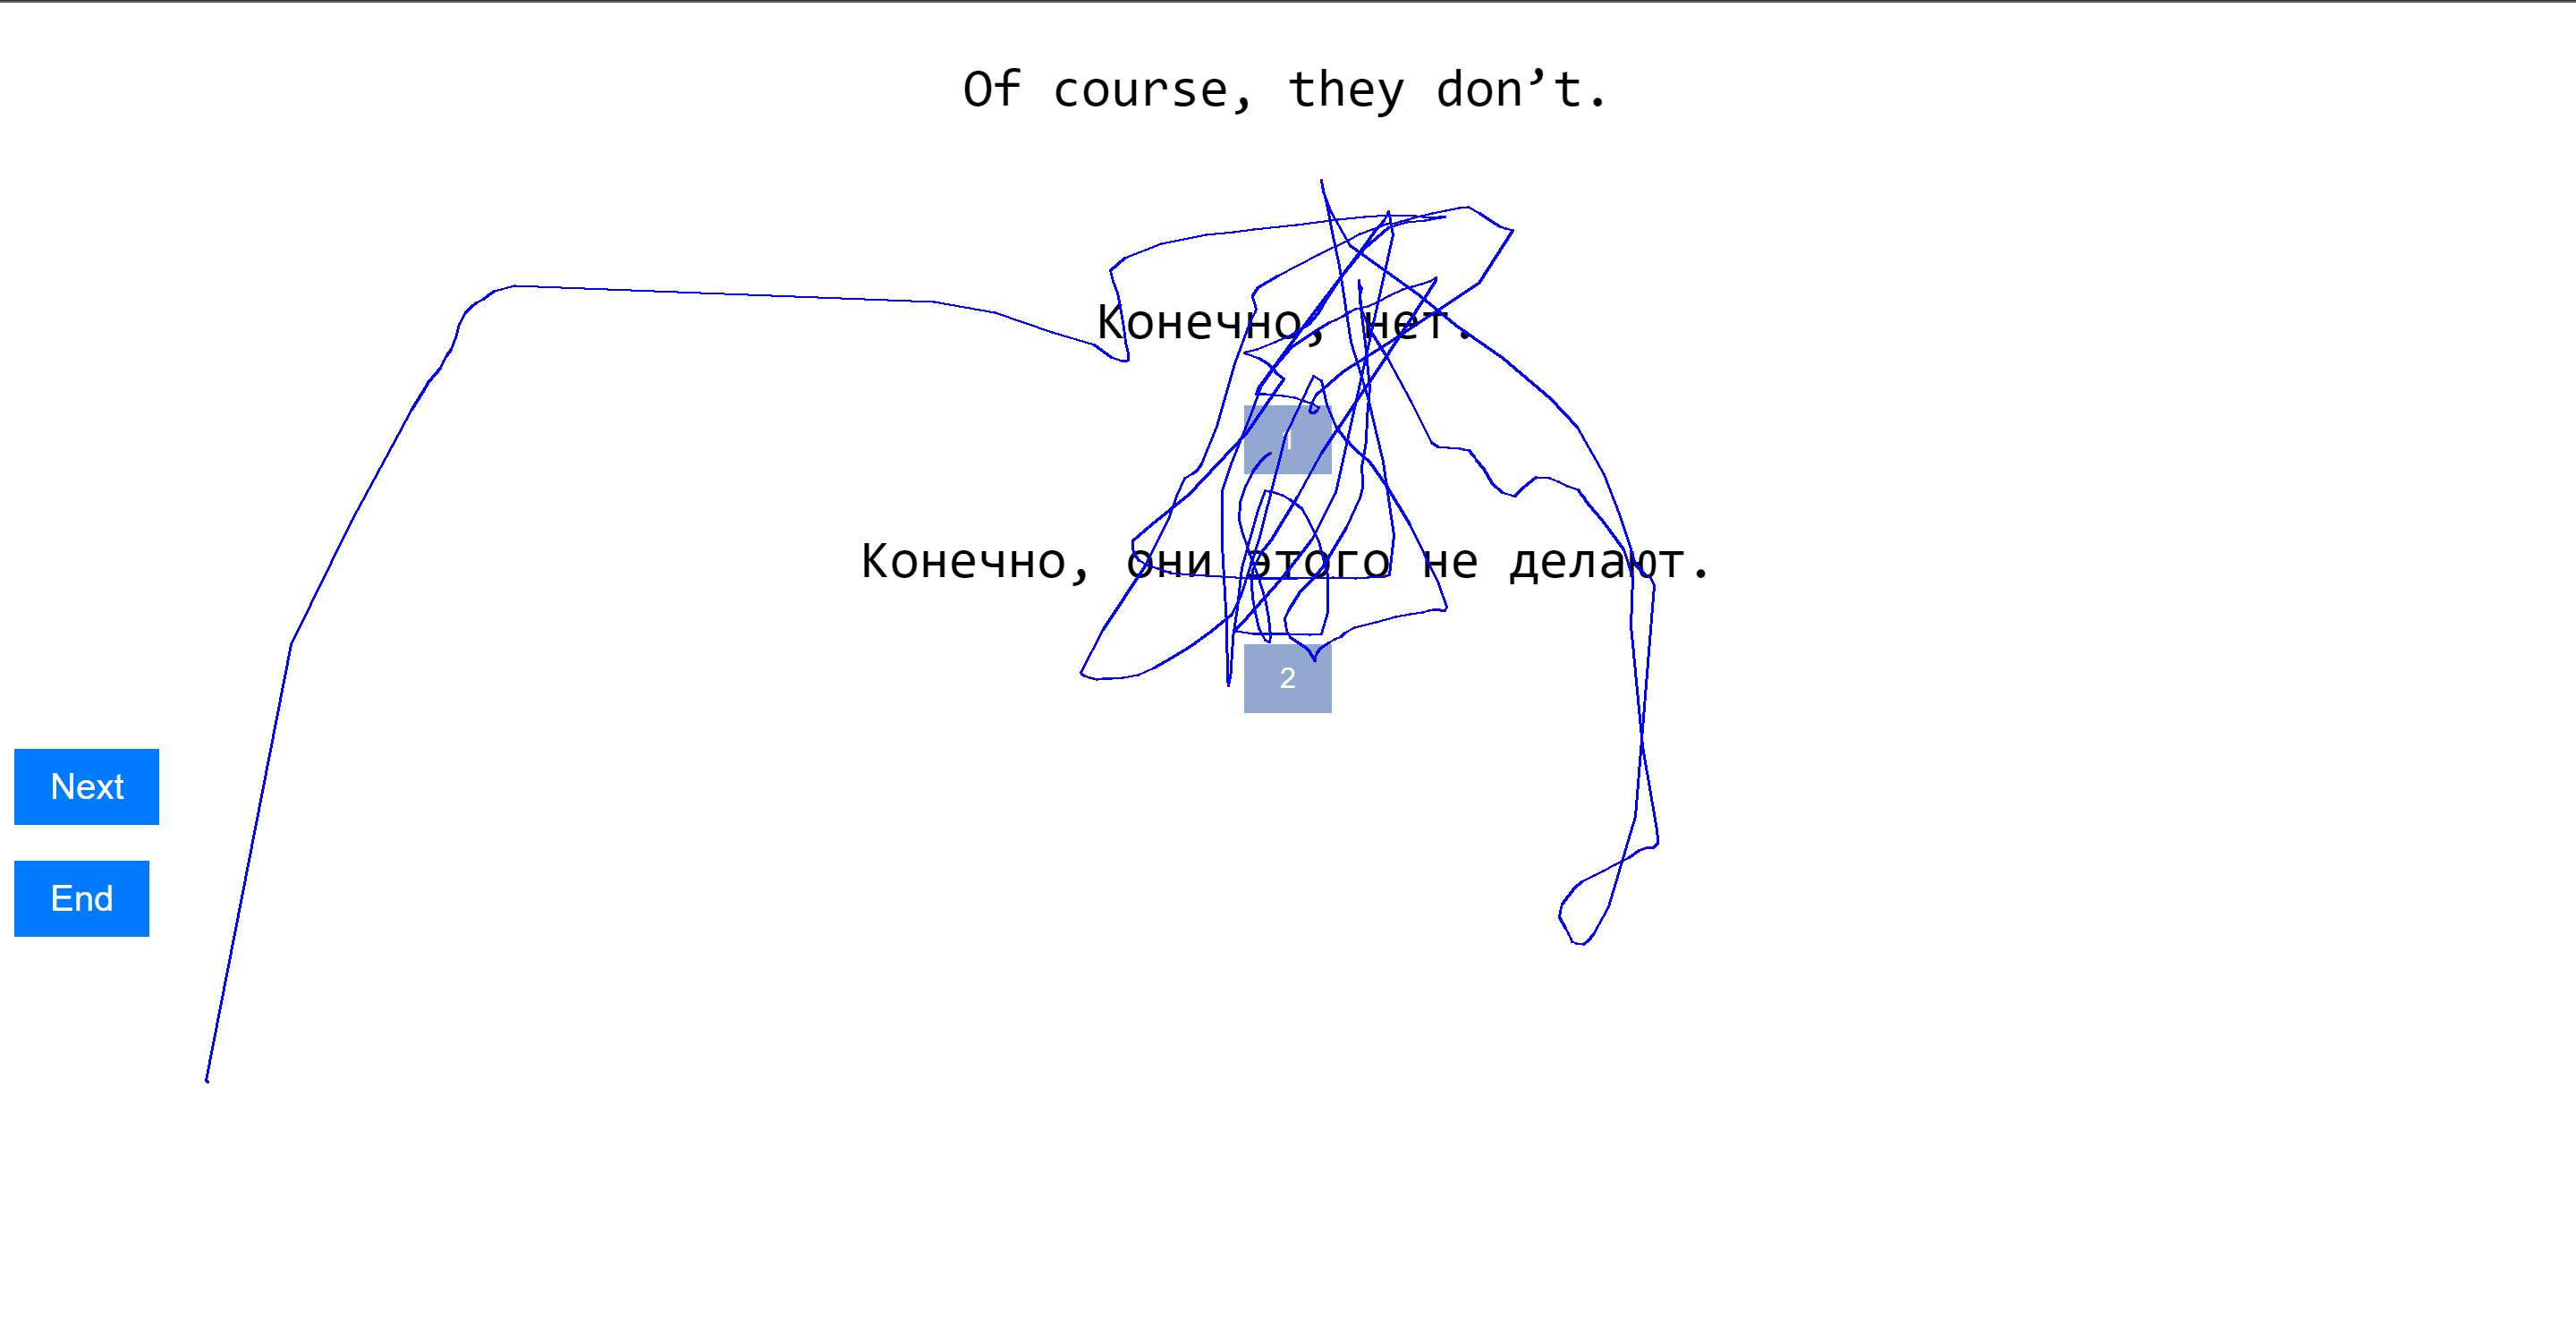 Of course, they don’t.
Конечно, нет.
1
Конечно, они этого не делают.
2
Next
End